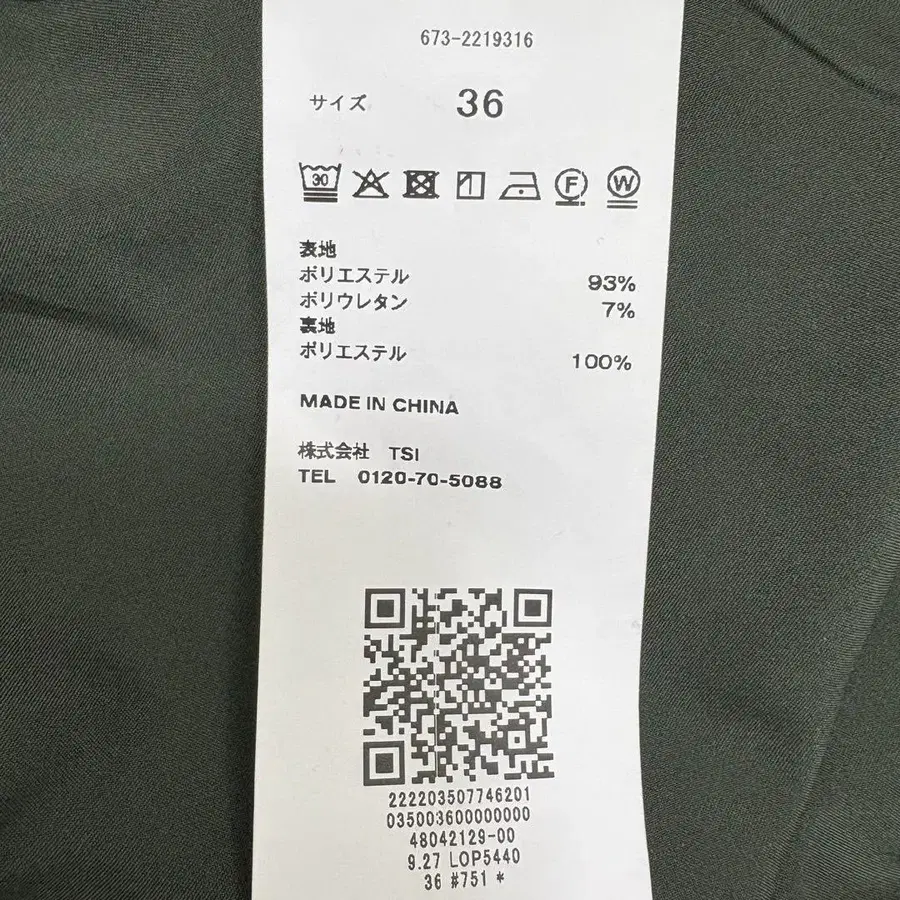 673-2219316
サイズ 36
30 F W
表地
ポリエステル 93%
ポリウレタン 7%
裏地
ポリエステル 100%
MADE IN CHINA
株式会社 TSI
TEL 0120-70-5088
222203507746201
035003600000000
48042129-00
9.27 LOP5440
36 #751 *